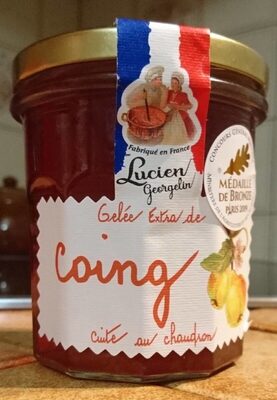 Fabriqué en France
Lucien
Georgelin
CONCOURS GÉNÉRAL
MÉDAILLE
DE BRONZE
PARIS 2019
Gelée Extra de
Coing
cuite au chaudron